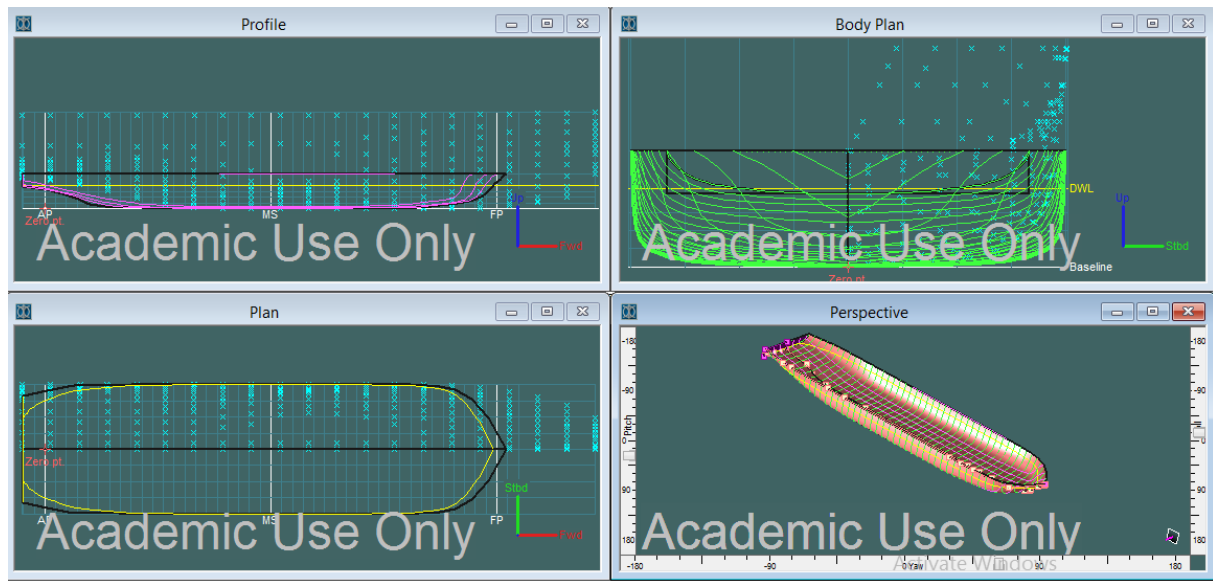 Profile
AP
MS
FP
Zero pt.
Up
Fwd
Academic Use Only
Body Plan
DWL
Up
Stbd
Academic Use Only
Baseline
Zero pt.
Plan
Zero pt.
Stbd
AP
MS
FP
Fwd
Academic Use Only
Perspective
-180
-90
Pitch
0
90
180
-180
-90
0
90
180
Academic Use Only
Activate Windows
-180
-90
0 Yaw
90
180